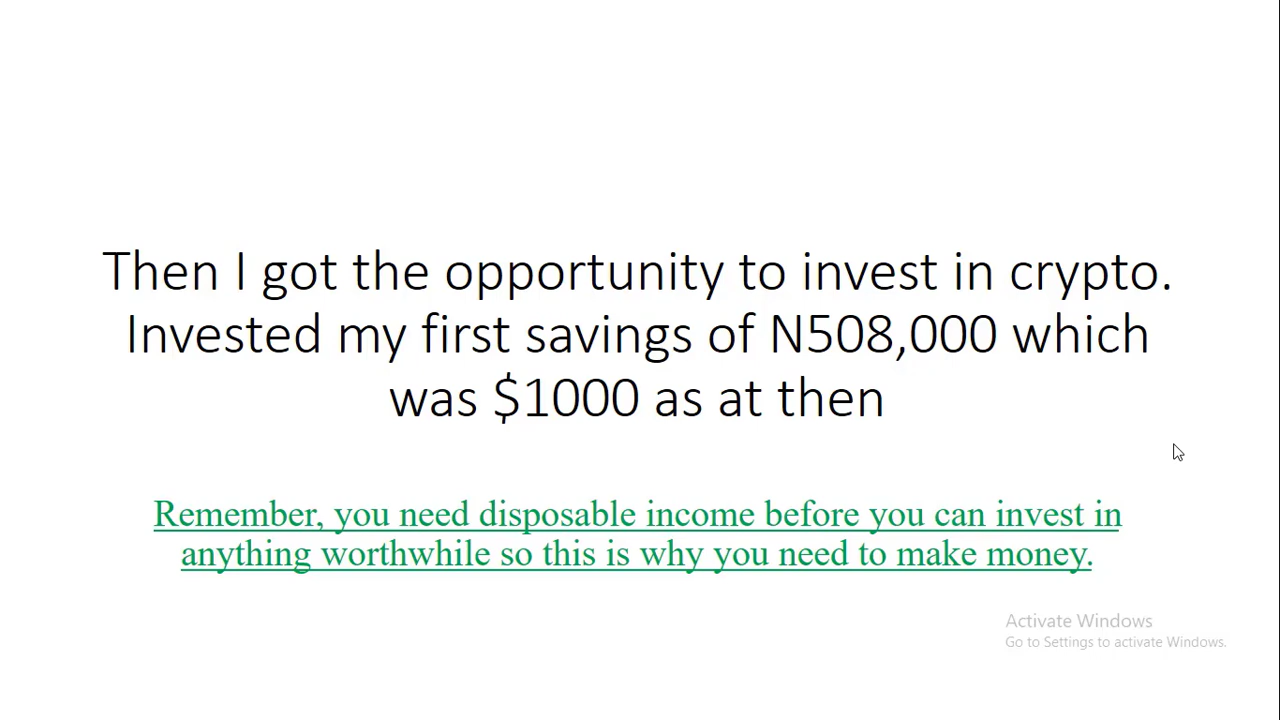 Then I got the opportunity to invest in crypto.
Invested my first savings of N508,000 which
was $1000 as at then
Remember, you need disposable income before you can invest in
anything worthwhile so this is why you need to make money.
Activate Windows
Go to Settings to activate Windows.